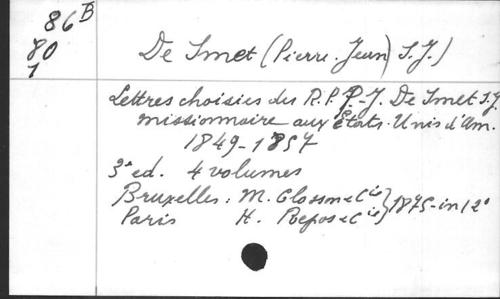 86B
80
1
De Smet (Pierre-Jean) S.J.)
Lettres choisies du R.P. P.-J. De Smet. S.J.
missionnaire aux Etats-Unis d'Am.
1849-1857
3e ed. 4 volumes
Bruxelles: M. Closson & Cie } 1875-in 12°
Paris H. Repos & Cie }